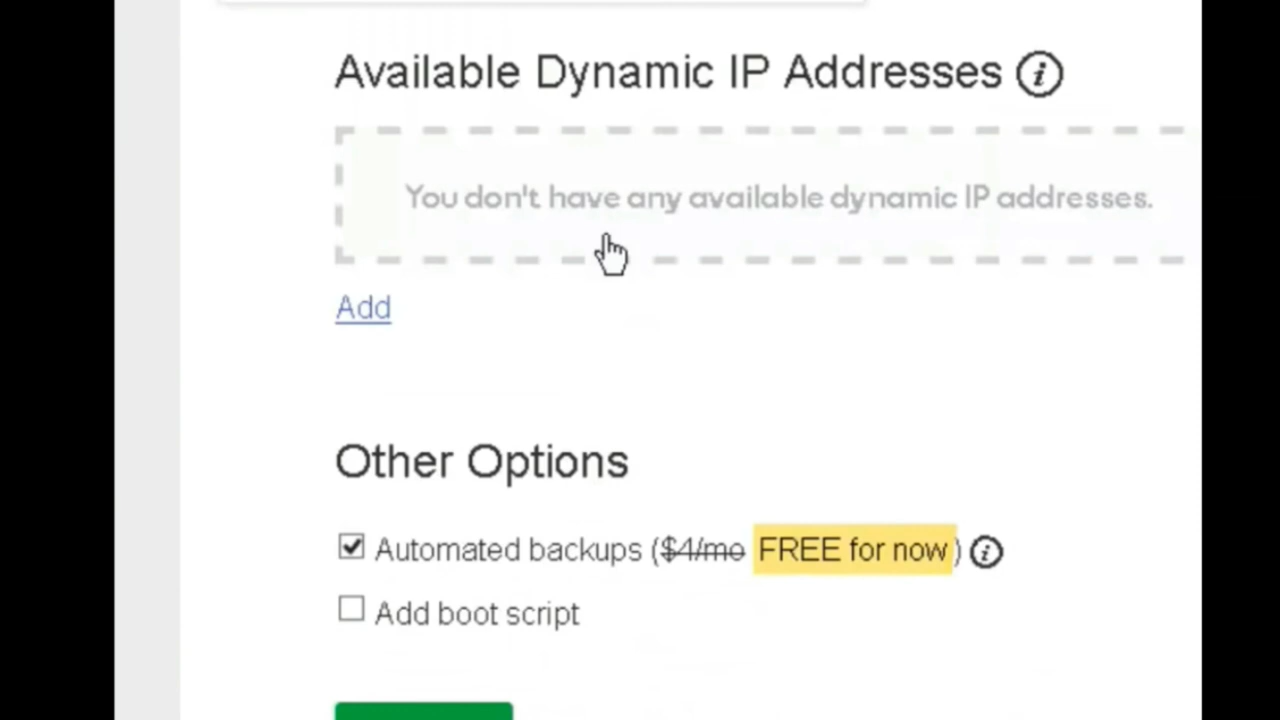 Available Dynamic IP Addresses
You don't have any available dynamic IP addresses.
Add
Other Options
Automated backups ($4/mo FREE for now)
Add boot script